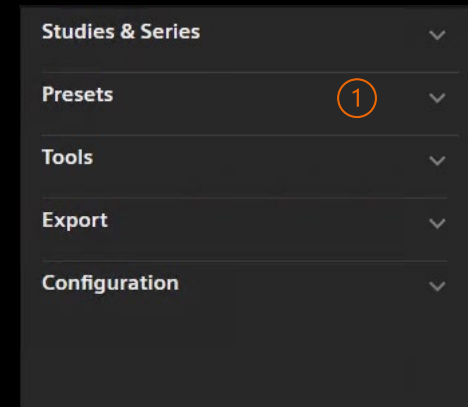 Studies & Series
Presets 1
Tools
Export
Configuration